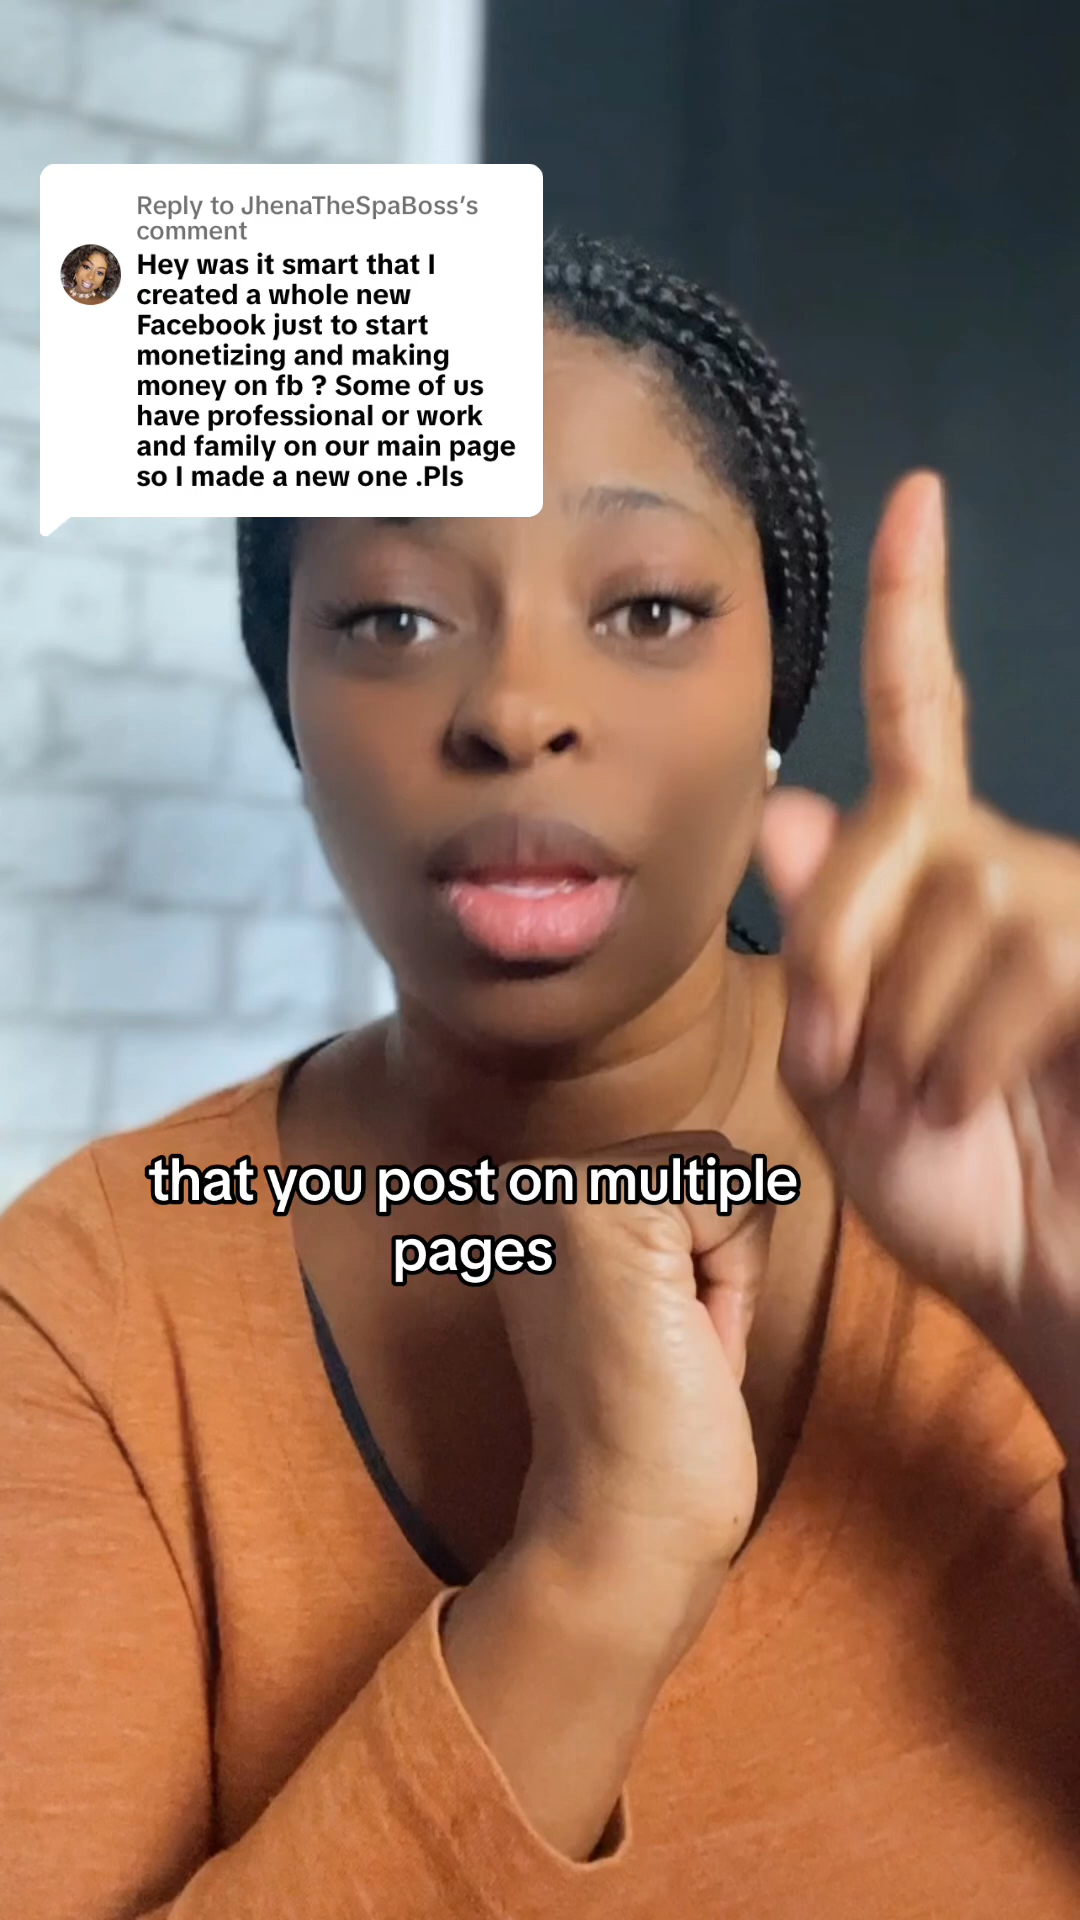 Reply to JhenaTheSpaBoss's
comment
Hey was it smart that I
created a whole new
Facebook just to start
monetizing and making
money on fb ? Some of us
have professional or work
and family on our main page
so I made a new one .Pls
that you post on multiple
pages